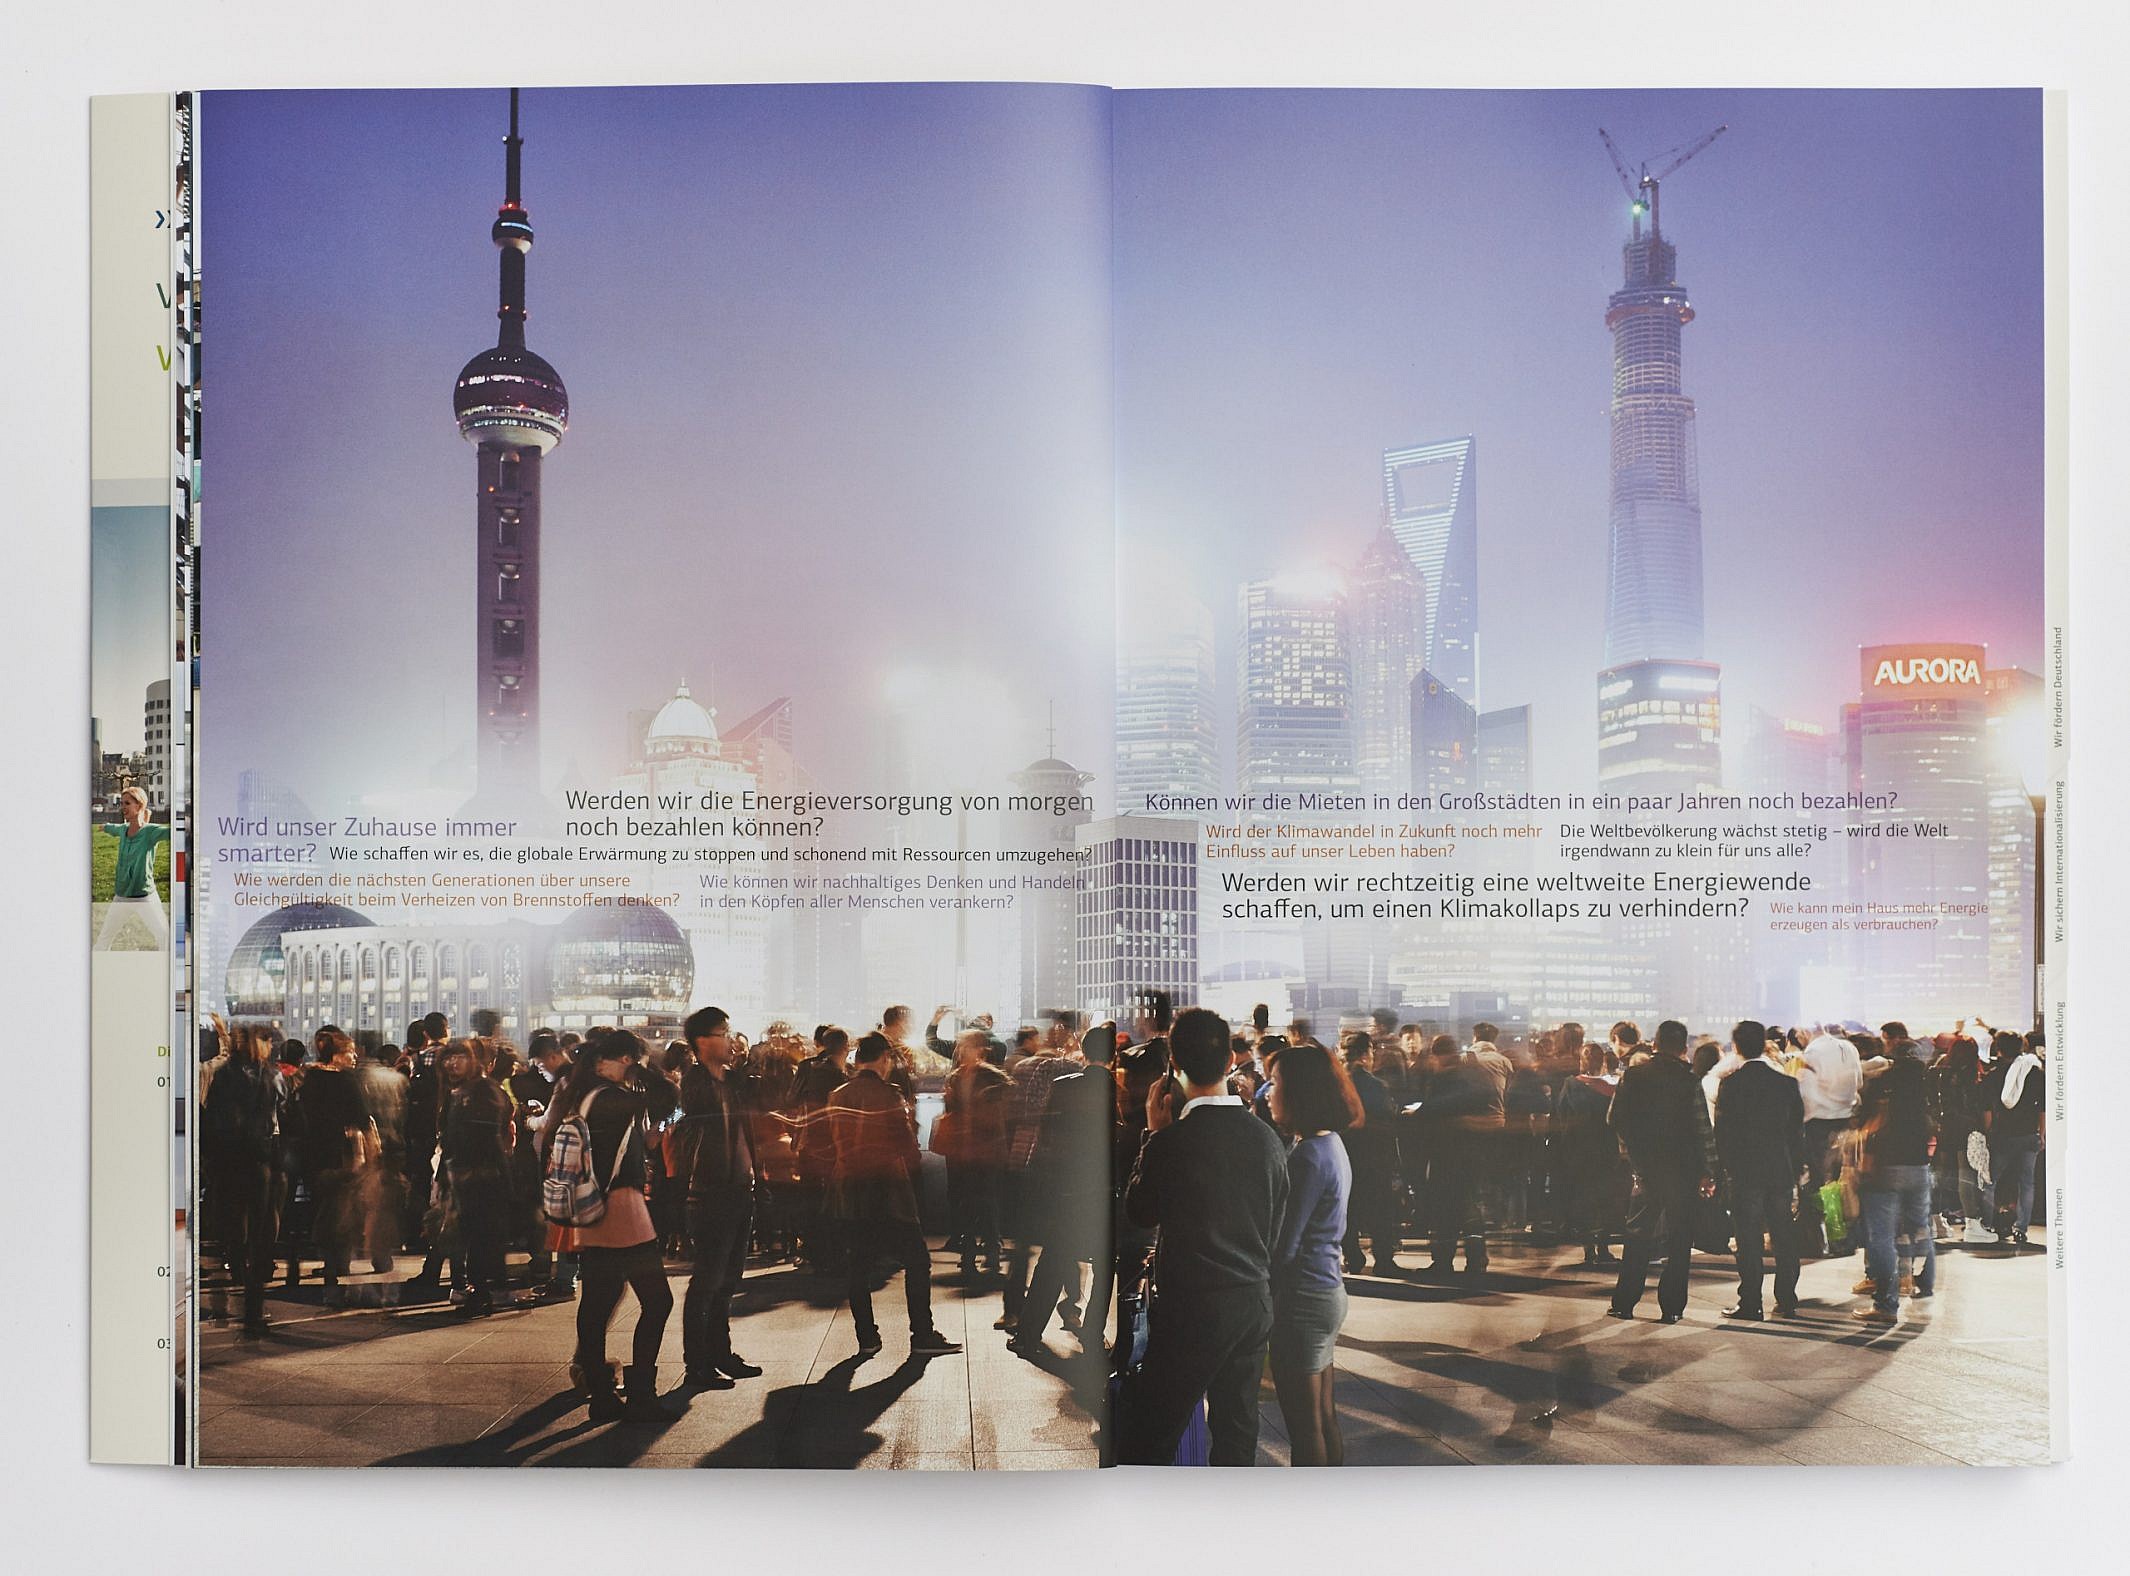 »
Di
01
02
03
AURORA
Werden wir die Energieversorgung von morgen
noch bezahlen können?
Wird unser Zuhause immer
smarter?
Wie schaffen wir es, die globale Erwärmung zu stoppen und schonend mit Ressourcen umzugehen?
Wie werden die nächsten Generationen über unsere
Gleichgültigkeit beim Verheizen von Brennstoffen denken?
Wie können wir nachhaltiges Denken und Handeln
in den Köpfen aller Menschen verankern?
Können wir die Mieten in den Großstädten in ein paar Jahren noch bezahlen?
Wird der Klimawandel in Zukunft noch mehr
Einfluss auf unser Leben haben?
Die Weltbevölkerung wächst stetig – wird die Welt
irgendwann zu klein für uns alle?
Werden wir rechtzeitig eine weltweite Energiewende
schaffen, um einen Klimakollaps zu verhindern?
Wie kann mein Haus mehr Energie
erzeugen als verbrauchen?
Wir fördern Deutschland
Wir sichern Internationalisierung
Wir fördern Entwicklung
Weitere Themen